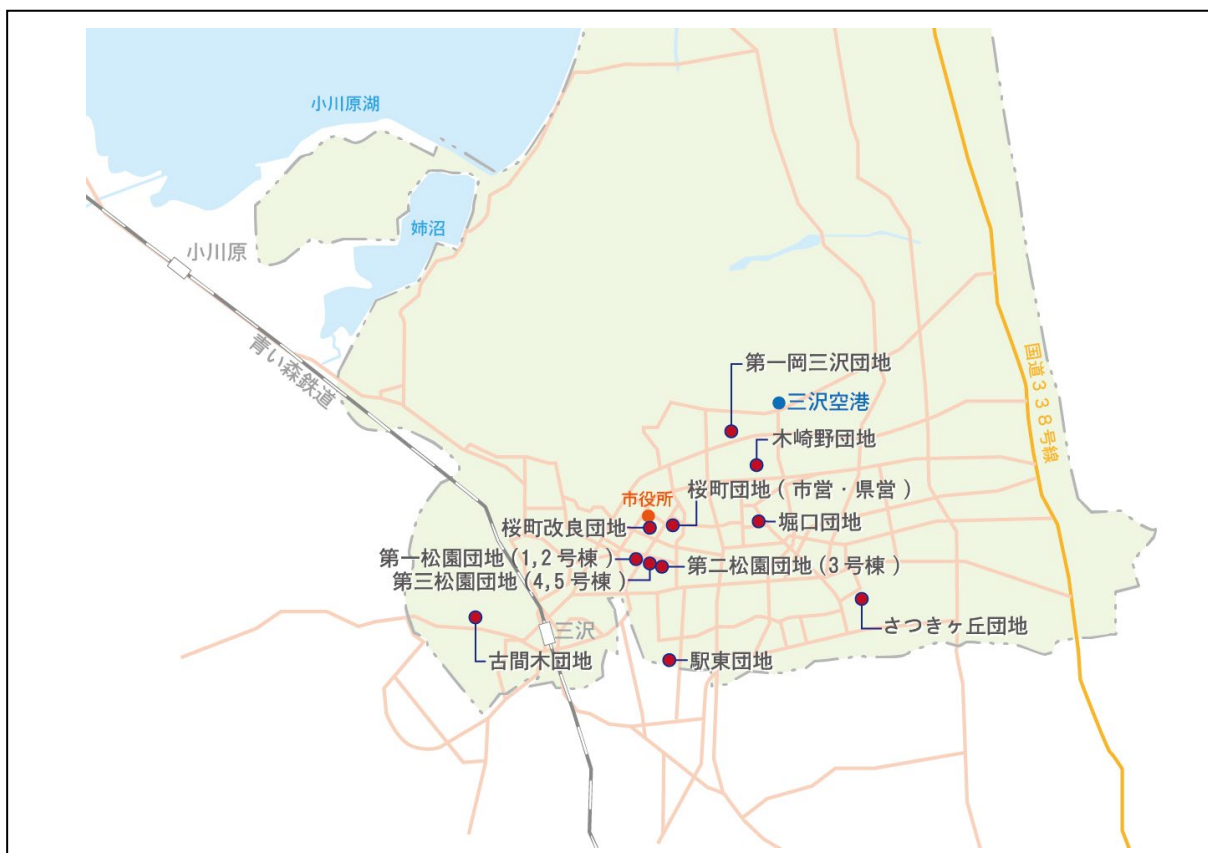 小川原湖
姉沼
小川原
青い森鉄道
国道338号線
第一岡三沢団地
三沢空港
木崎野団地
市役所
桜町団地(市営・県営)
桜町改良団地
堀口団地
第一松園団地(1,2号棟)
第二松園団地(3号棟)
第三松園団地(4,5号棟)
さつきヶ丘団地
三沢
古間木団地
駅東団地